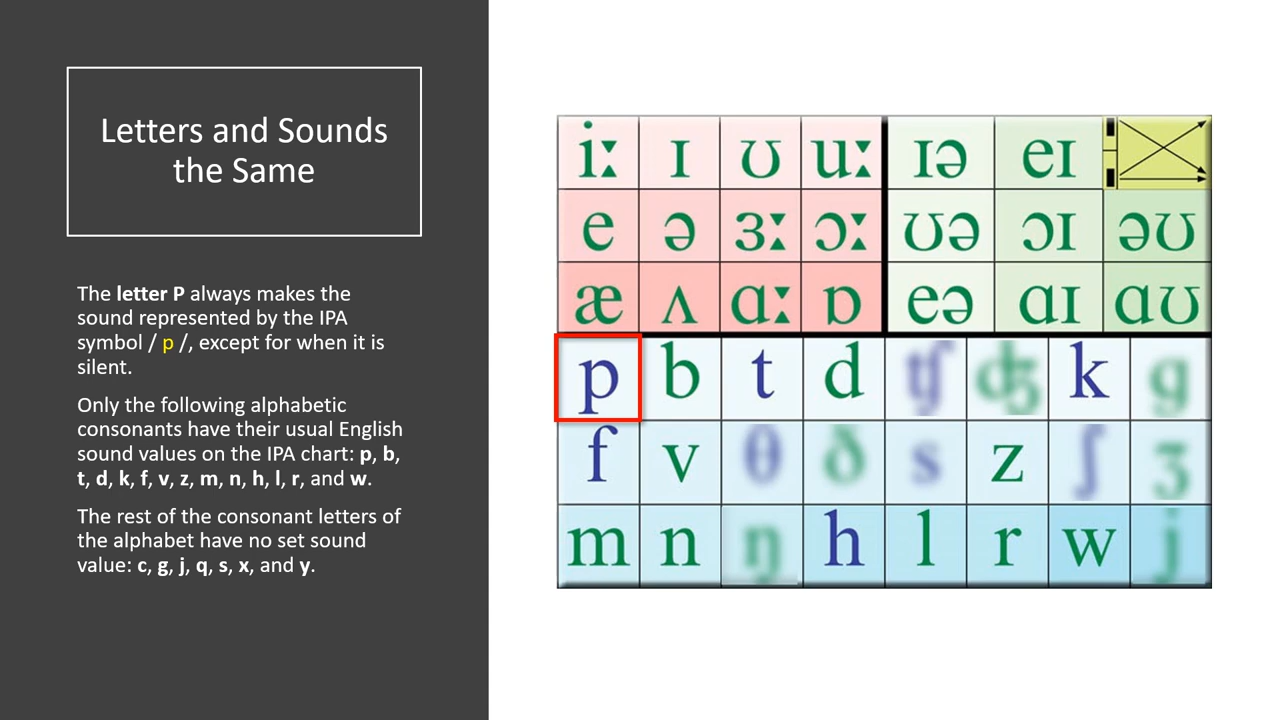 Letters and Sounds
the Same
The letter P always makes the
sound represented by the IPA
symbol / p /, except for when it is
silent.
Only the following alphabetic
consonants have their usual English
sound values on the IPA chart: p, b,
t, d, k, f, v, z, m, n, h, l, r, and w.
The rest of the consonant letters of
the alphabet have no set sound
value: c, g, j, q, s, x, and y.
iː ɪ ʊ uː ɪə eɪ
e ə ɜː ɔː ʊə ɔɪ əʊ
æ ʌ ɑː ɒ eə ɑɪ ɑʊ
p b t d ʧ ʤ k g
f v θ ð s z ʃ ʒ
m n ŋ h l r w j